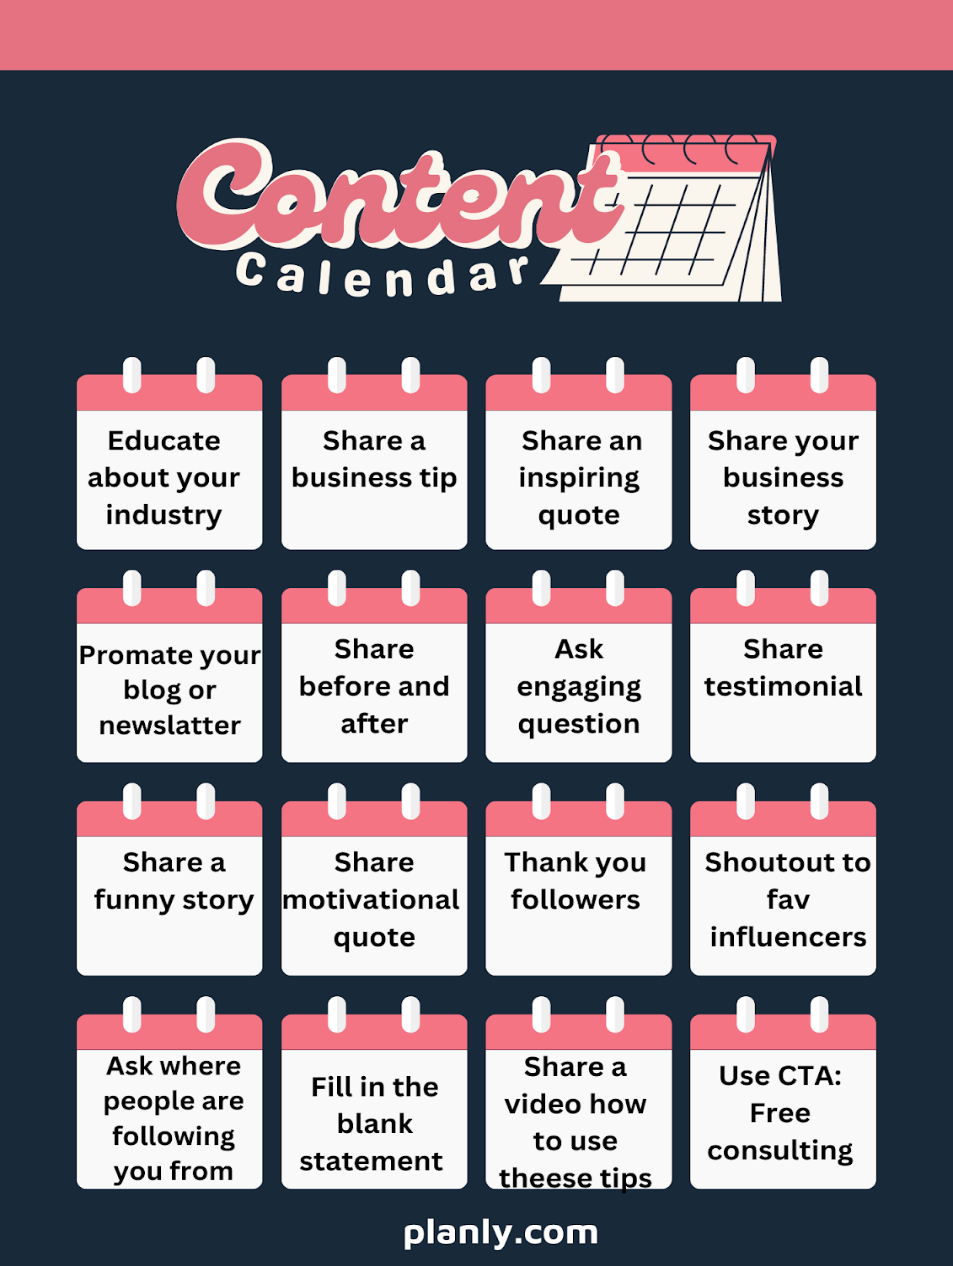 Content
Calendar
Educate
about your
industry
Share a
business tip
Share an
inspiring
quote
Share your
business
story
Promate your
blog or
newslatter
Share
before and
after
Ask
engaging
question
Share
testimonial
Share a
funny story
Share
motivational
quote
Thank you
followers
Shoutout to
fav
influencers
Ask where
people are
following
you from
Fill in the
blank
statement
Share a
video how
to use
theese tips
Use CTA:
Free
consulting
planly.com